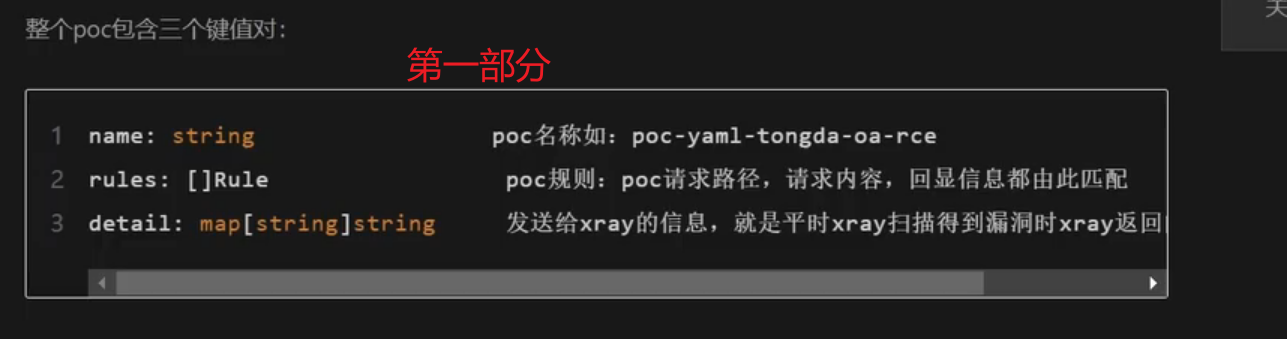 整个poc包含三个键值对：
第一部分
1 name: string poc名称如：poc-yaml-tongda-oa-rce
2 rules: []Rule poc规则：poc请求路径，请求内容，回显信息都由此匹配
3 detail: map[string]string 发送给xray的信息，就是平时xray扫描得到漏洞时xray返回